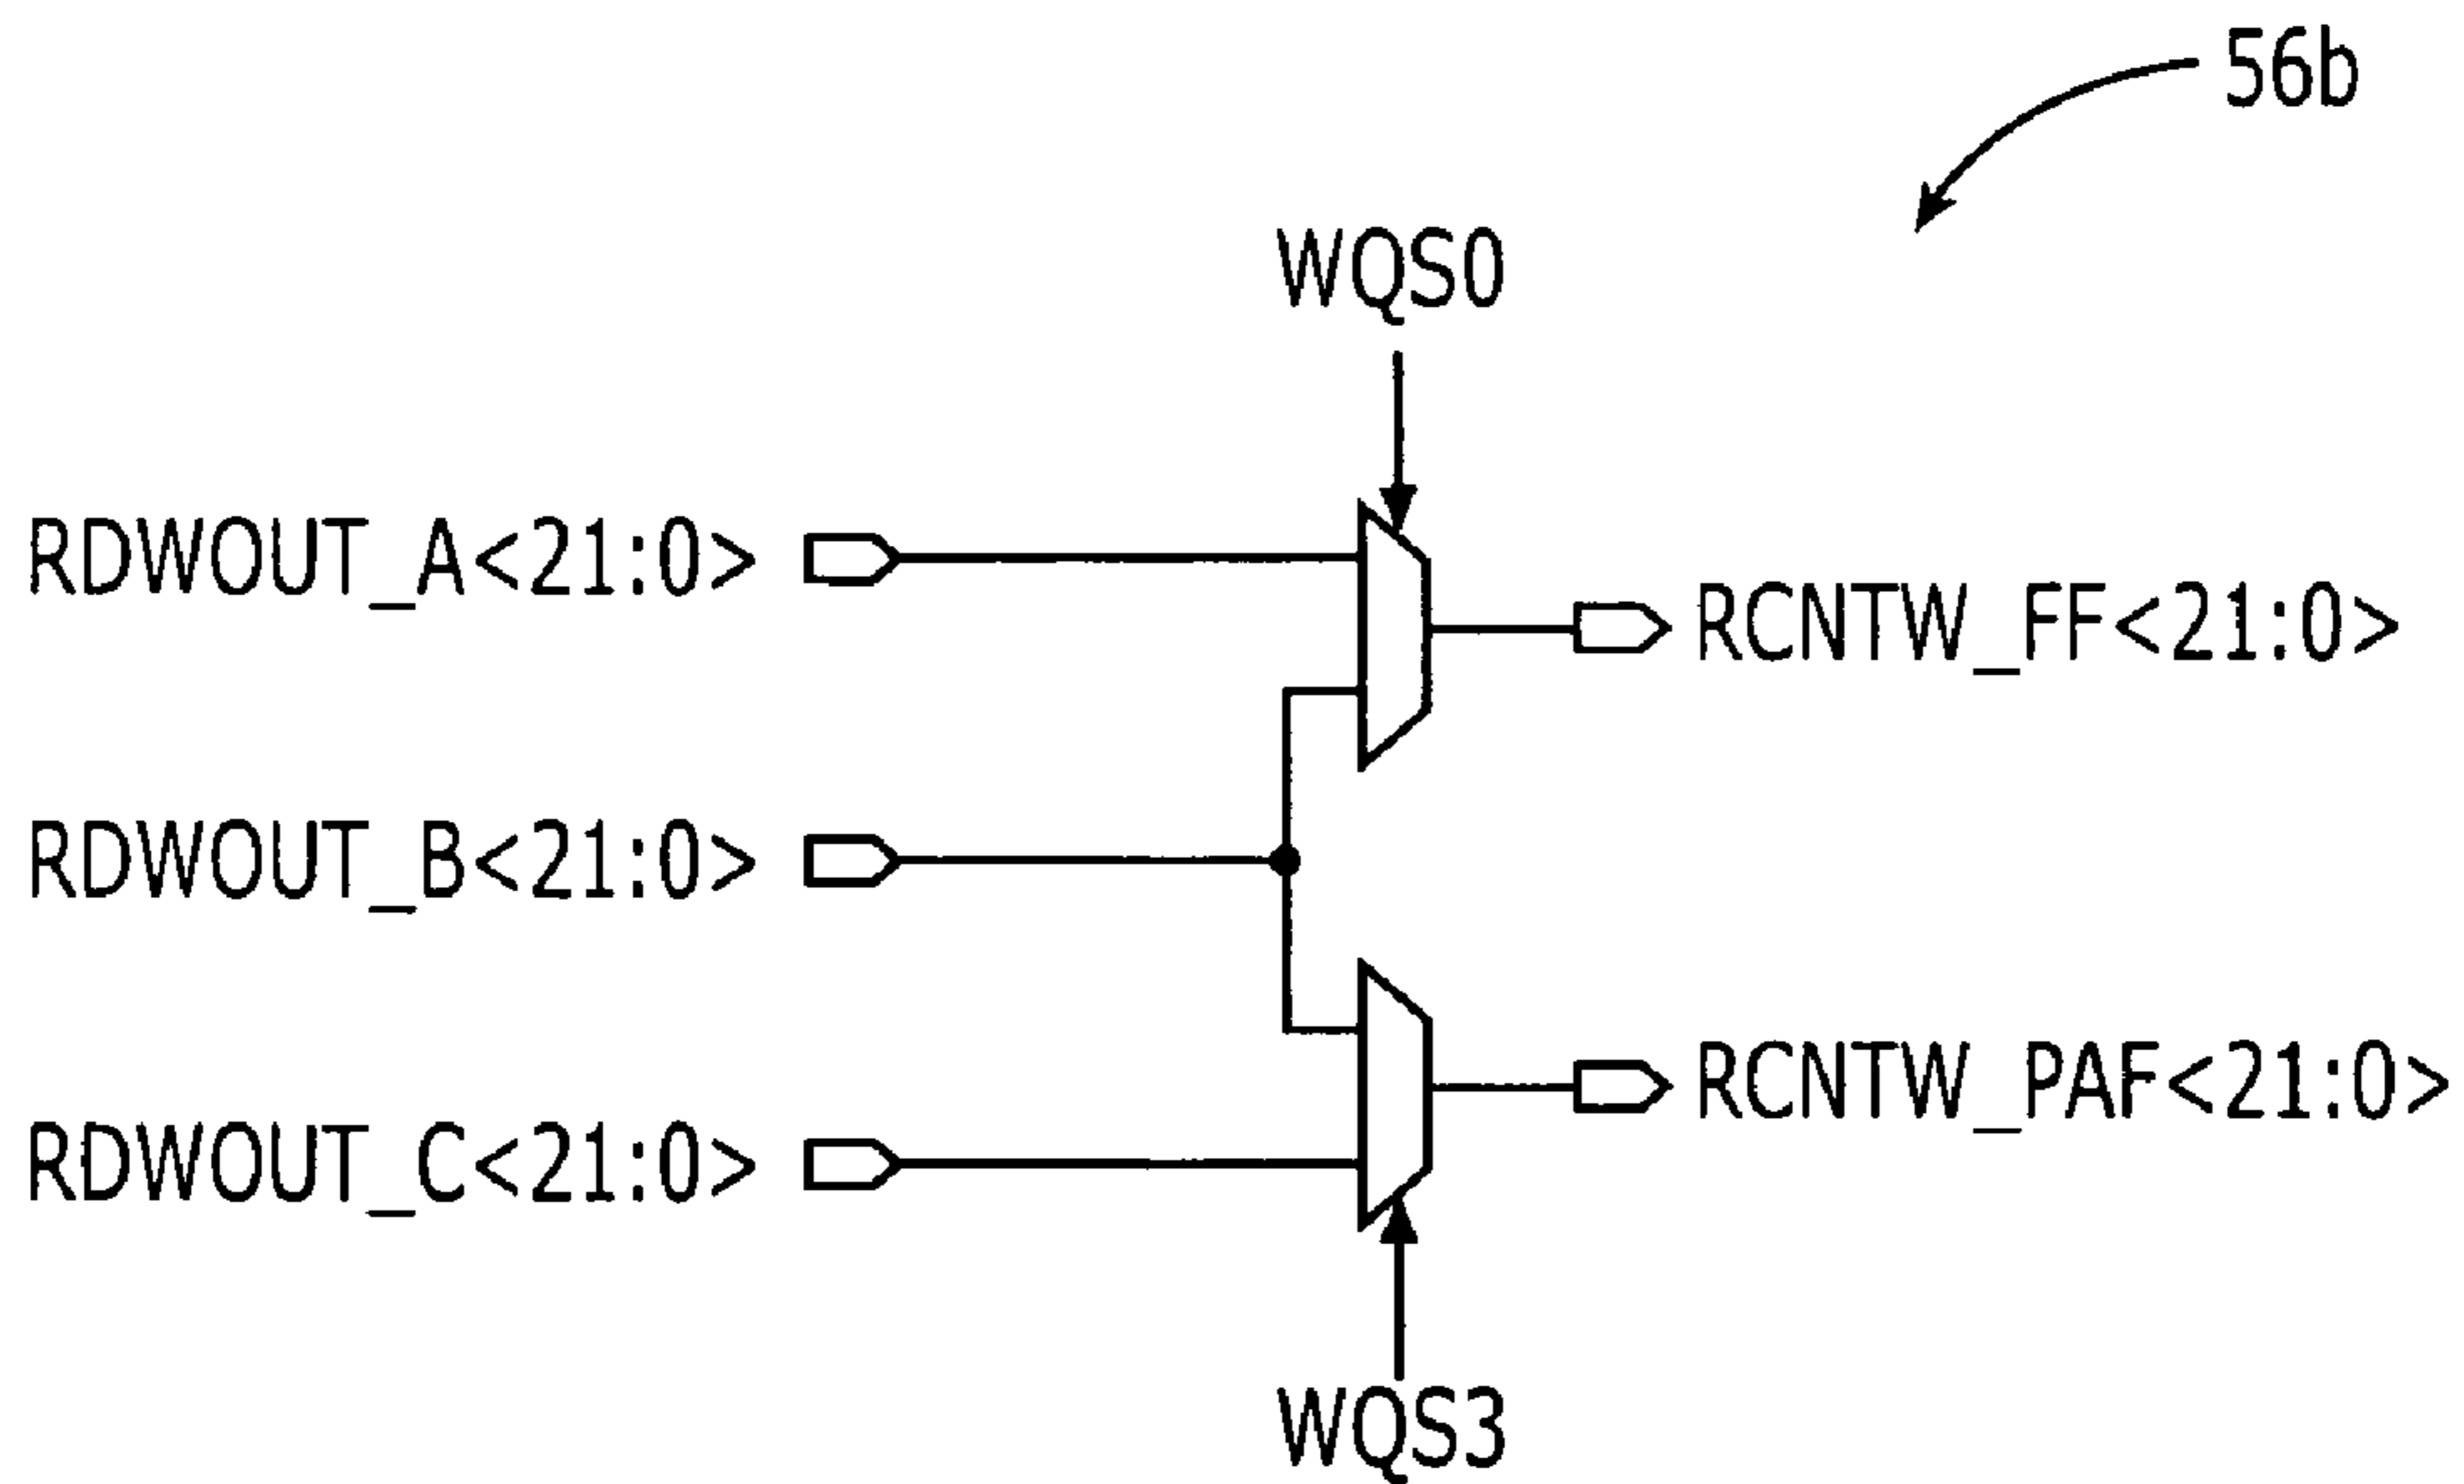 56b
WQS0
RDWOUT_A<21:0>
RCNTW_FF<21:0>
RDWOUT_B<21:0>
RCNTW_PAF<21:0>
RDWOUT_C<21:0>
WQS3